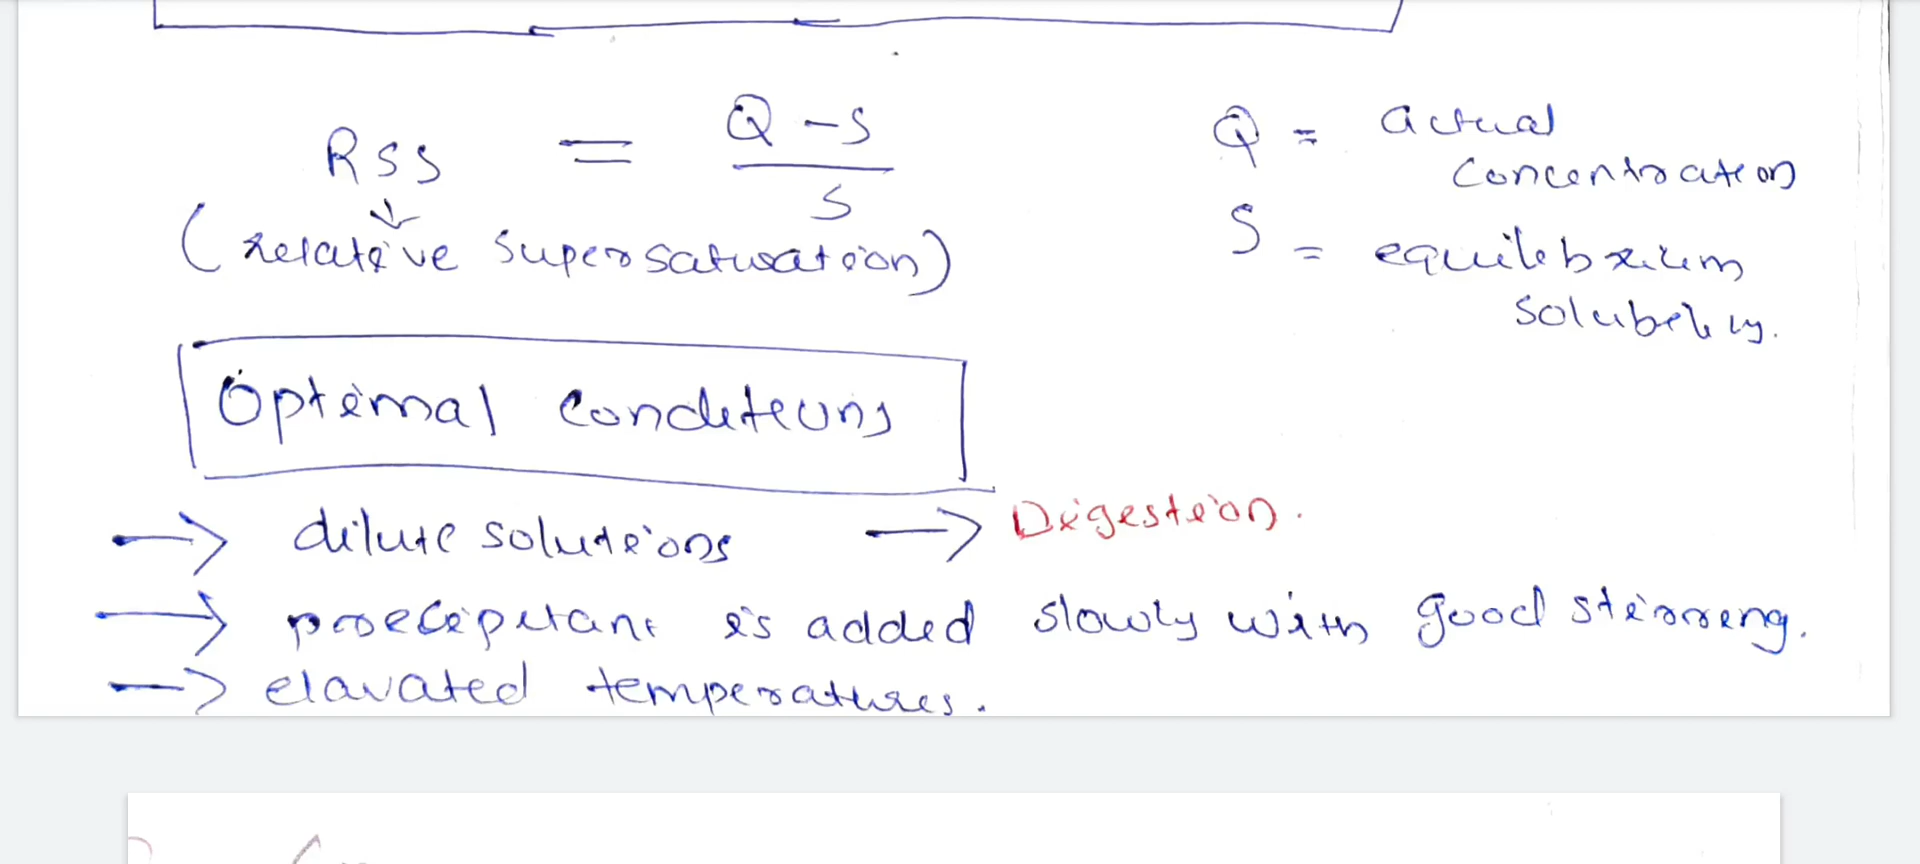 RSS = Q - S / S
(relative supersaturation)
Q = actual concentration
S = equilibrium solubility.
Optimal Conditions
→ dilute solutions → Digestion.
→ precipitant is added slowly with good stirring.
→ elavated temperatures.